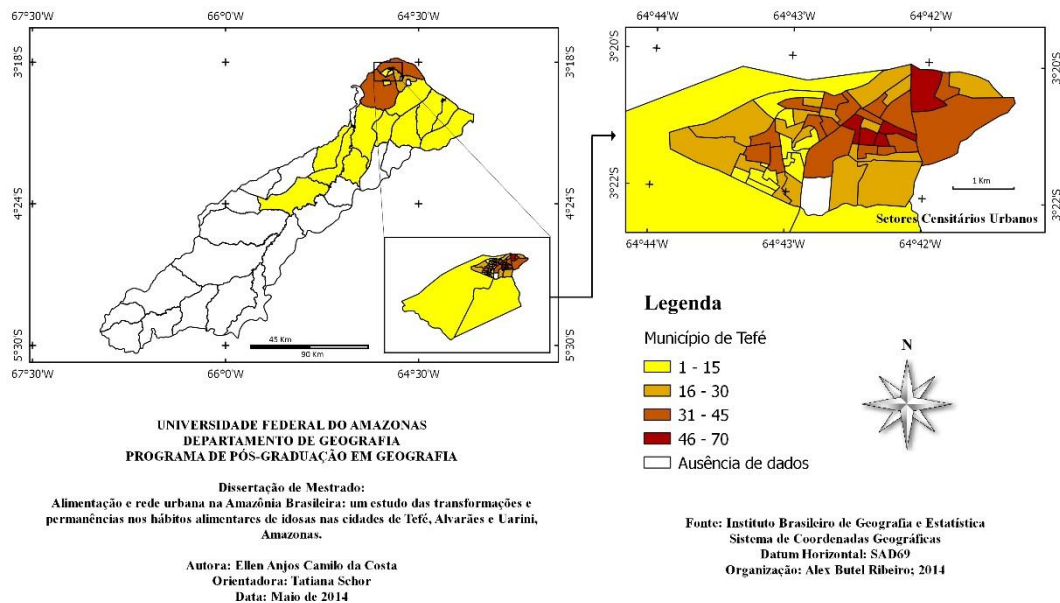 67°30'S
66°0'S
64°30'S
3°18'S
3°18'S
4°24'S
4°24'S
5°30'S
5°30'S
45 Km
90 Km
67°30'S
66°0'S
64°30'S
64°44'S
64°43'S
64°42'S
3°20'S
3°20'S
3°22'S
3°22'S
1 Km
Setores Censitários Urbanos
64°44'S
64°43'S
64°42'S
Legenda
Município de Tefé
1 - 15
16 - 30
31 - 45
46 - 70
Ausência de dados
N
UNIVERSIDADE FEDERAL DO AMAZONAS
DEPARTAMENTO DE GEOGRAFIA
PROGRAMA DE PÓS-GRADUAÇÃO EM GEOGRAFIA
Dissertação de Mestrado:
Alimentação e rede urbana na Amazônia Brasileira: um estudo das transformações e
permanências nos hábitos alimentares de idosas nas cidades de Tefé, Alvarães e Uarini,
Amazonas.
Autora: Ellen Anjos Camilo da Costa
Orientadora: Tatiana Schor
Data: Maio de 2014
Fonte: Instituto Brasileiro de Geografia e Estatística
Sistema de Coordenadas Geográficas
Datum Horizontal: SAD69
Organização: Alex Butel Ribeiro; 2014